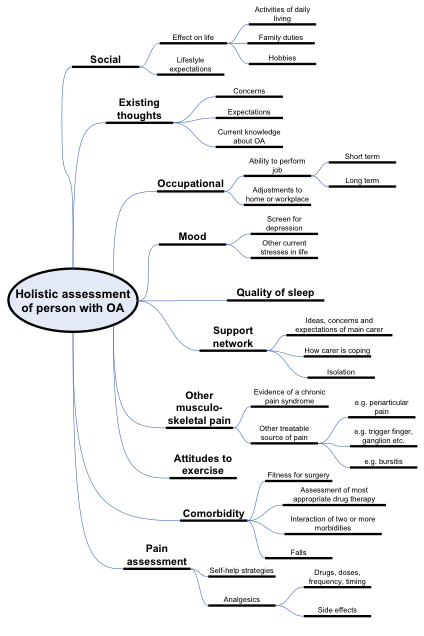 Holistic assessment
of person with OA
Social
Effect on life
Activities of daily
living
Family duties
Hobbies
Lifestyle
expectations
Existing
thoughts
Concerns
Expectations
Current knowledge
about OA
Occupational
Ability to perform
job
Short term
Long term
Adjustments to
home or workplace
Mood
Screen for
depression
Other current
stresses in life
Quality of sleep
Support
network
Ideas, concerns and
expectations of main carer
How carer is coping
Isolation
Other
musculo-
skeletal pain
Evidence of a chronic
pain syndrome
Other treatable
source of pain
e.g. periarticular
pain
e.g. trigger finger,
ganglion etc.
e.g. bursitis
Attitudes to
exercise
Comorbidity
Fitness for surgery
Assessment of most
appropriate drug therapy
Interaction of two or more
morbidities
Falls
Pain
assessment
Self-help strategies
Analgesics
Drugs, doses,
frequency, timing
Side effects